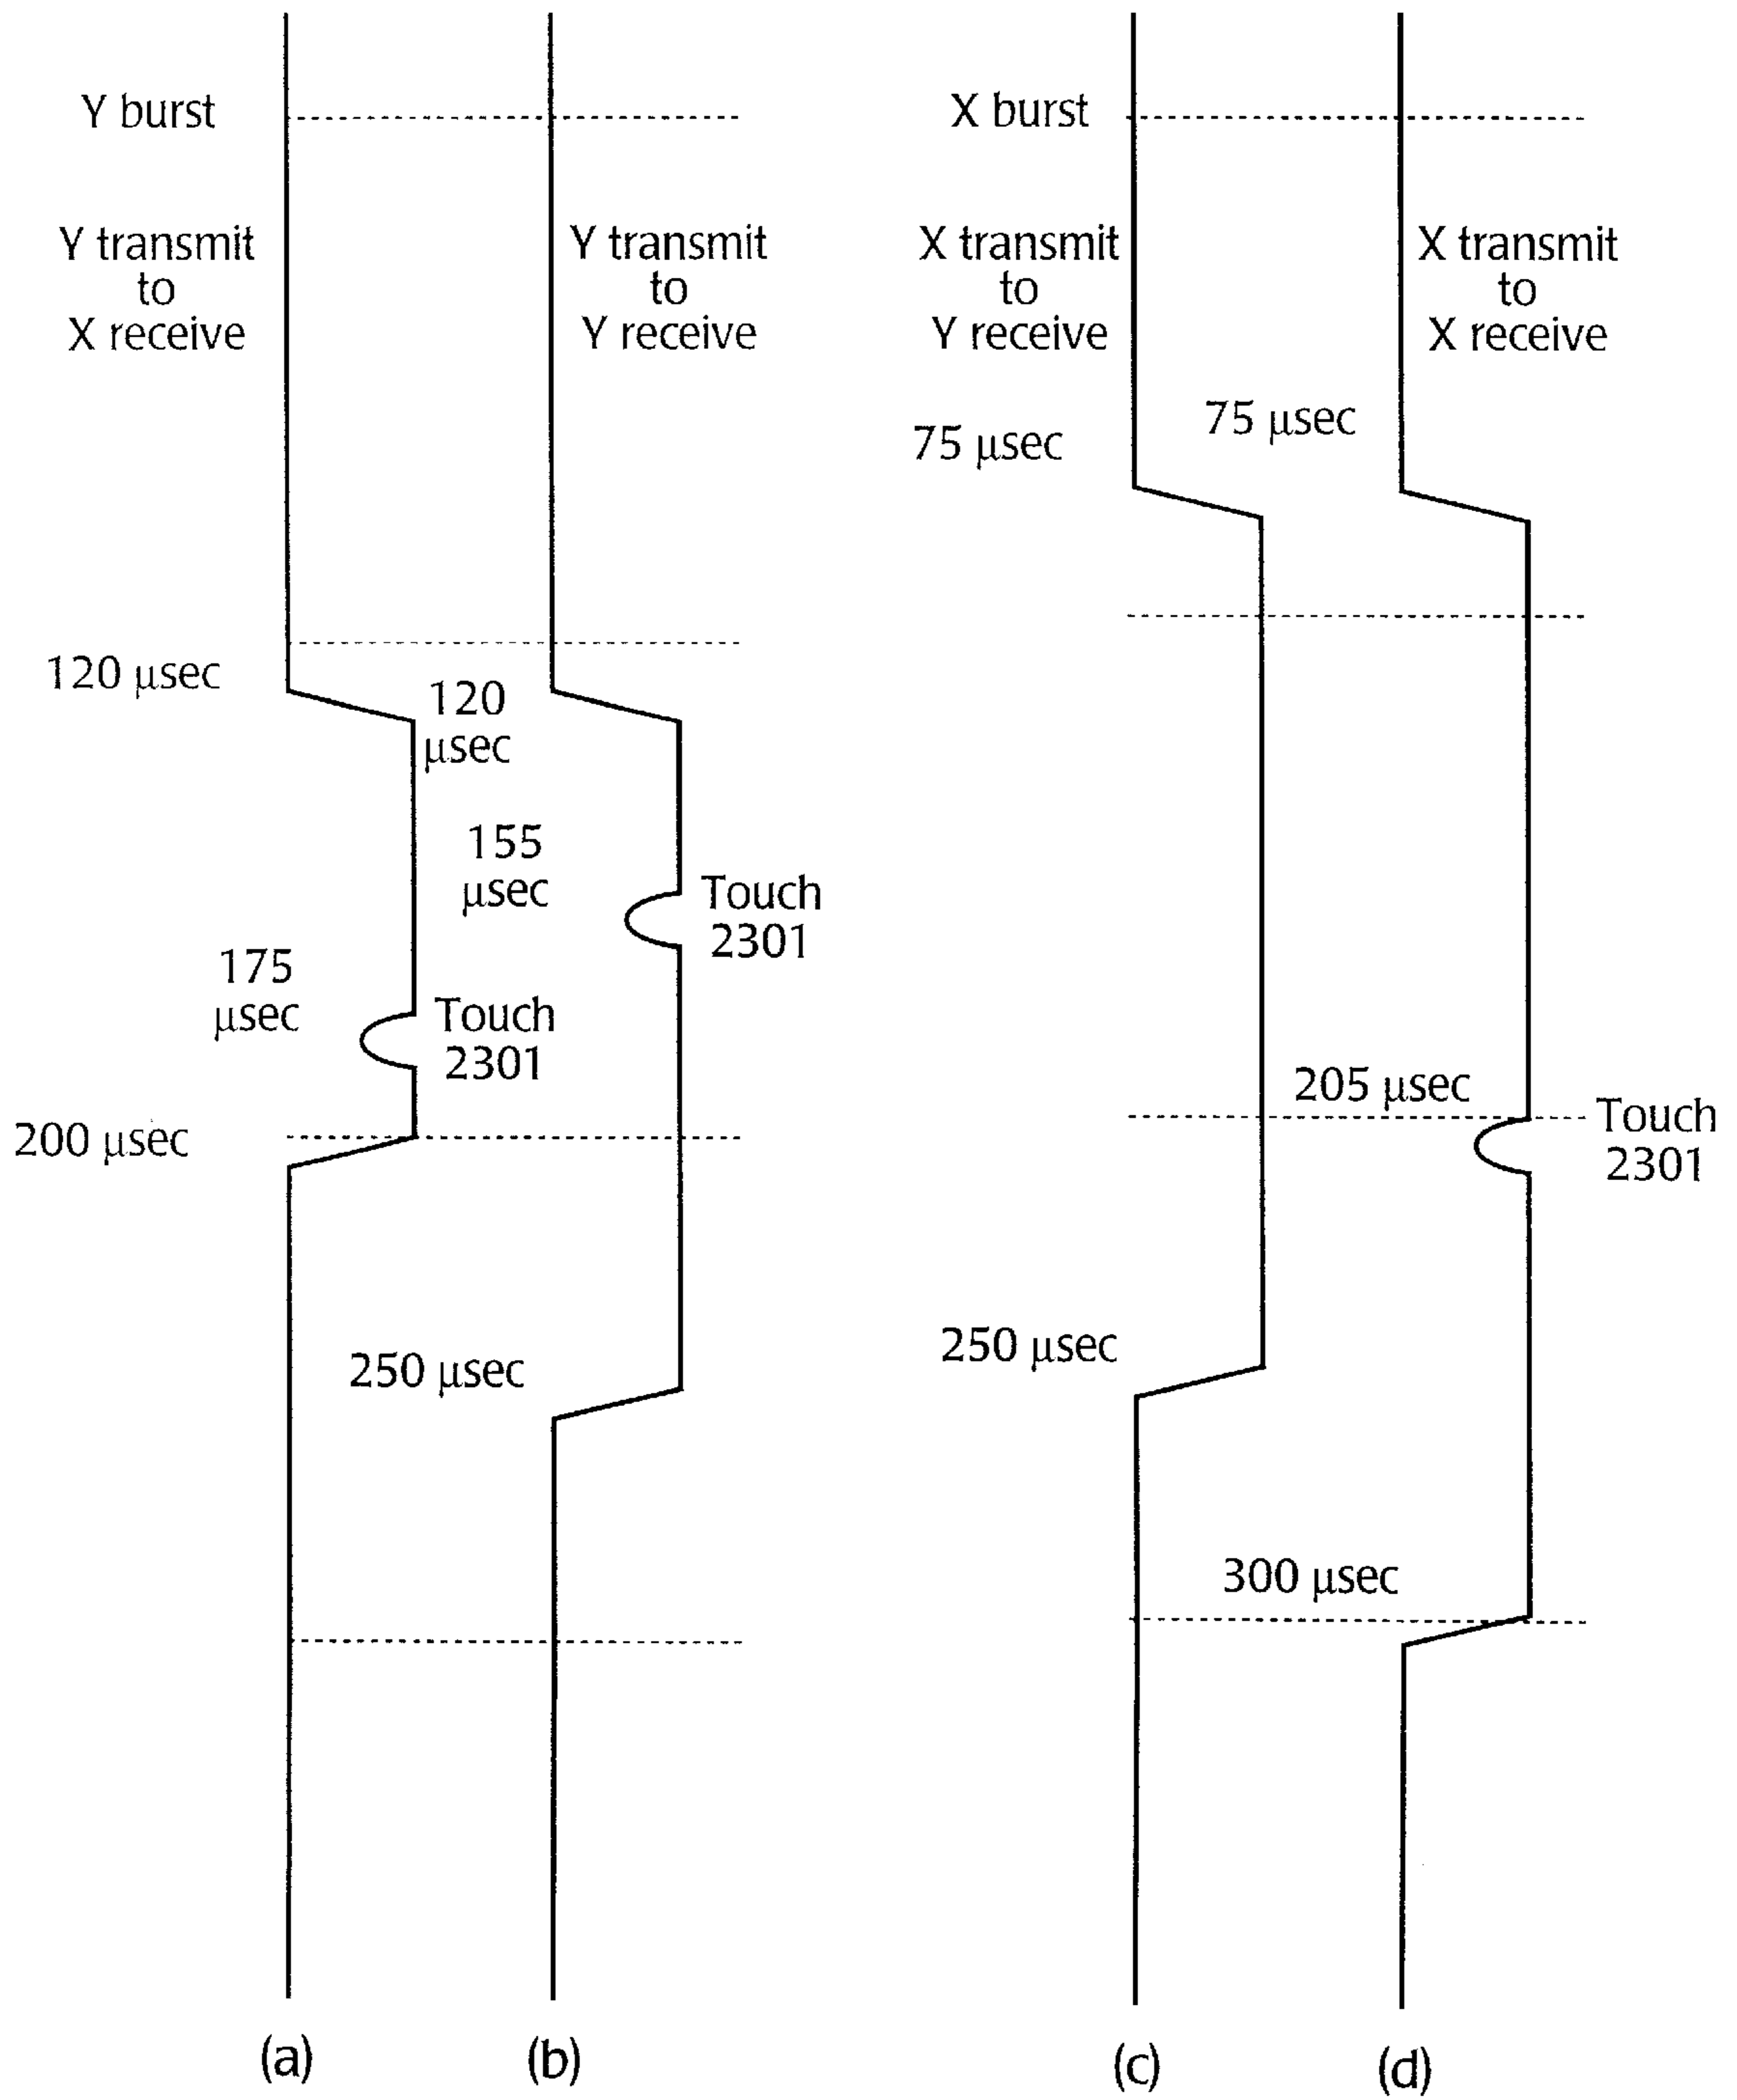 Y burst
X burst
Y transmit
to
X receive
Y transmit
to
Y receive
X transmit
to
Y receive
X transmit
to
X receive
75 μsec
75 μsec
120 μsec
120
μsec
155
μsec
Touch
2301
175
μsec
Touch
2301
205 μsec
Touch
2301
200 μsec
250 μsec
250 μsec
300 μsec
(a)
(b)
(c)
(d)